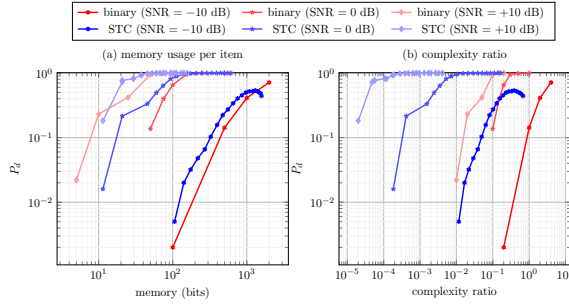 binary (SNR = −10 dB) binary (SNR = 0 dB) binary (SNR = +10 dB)
STC (SNR = −10 dB) STC (SNR = 0 dB) STC (SNR = +10 dB)
(a) memory usage per item (b) complexity ratio
10^0 10^0
10^−1 10^−1
P_d P_d
10^−2 10^−2
10^1 10^2 10^3 10^−5 10^−4 10^−3 10^−2 10^−1 10^0 10^1
memory (bits) complexity ratio